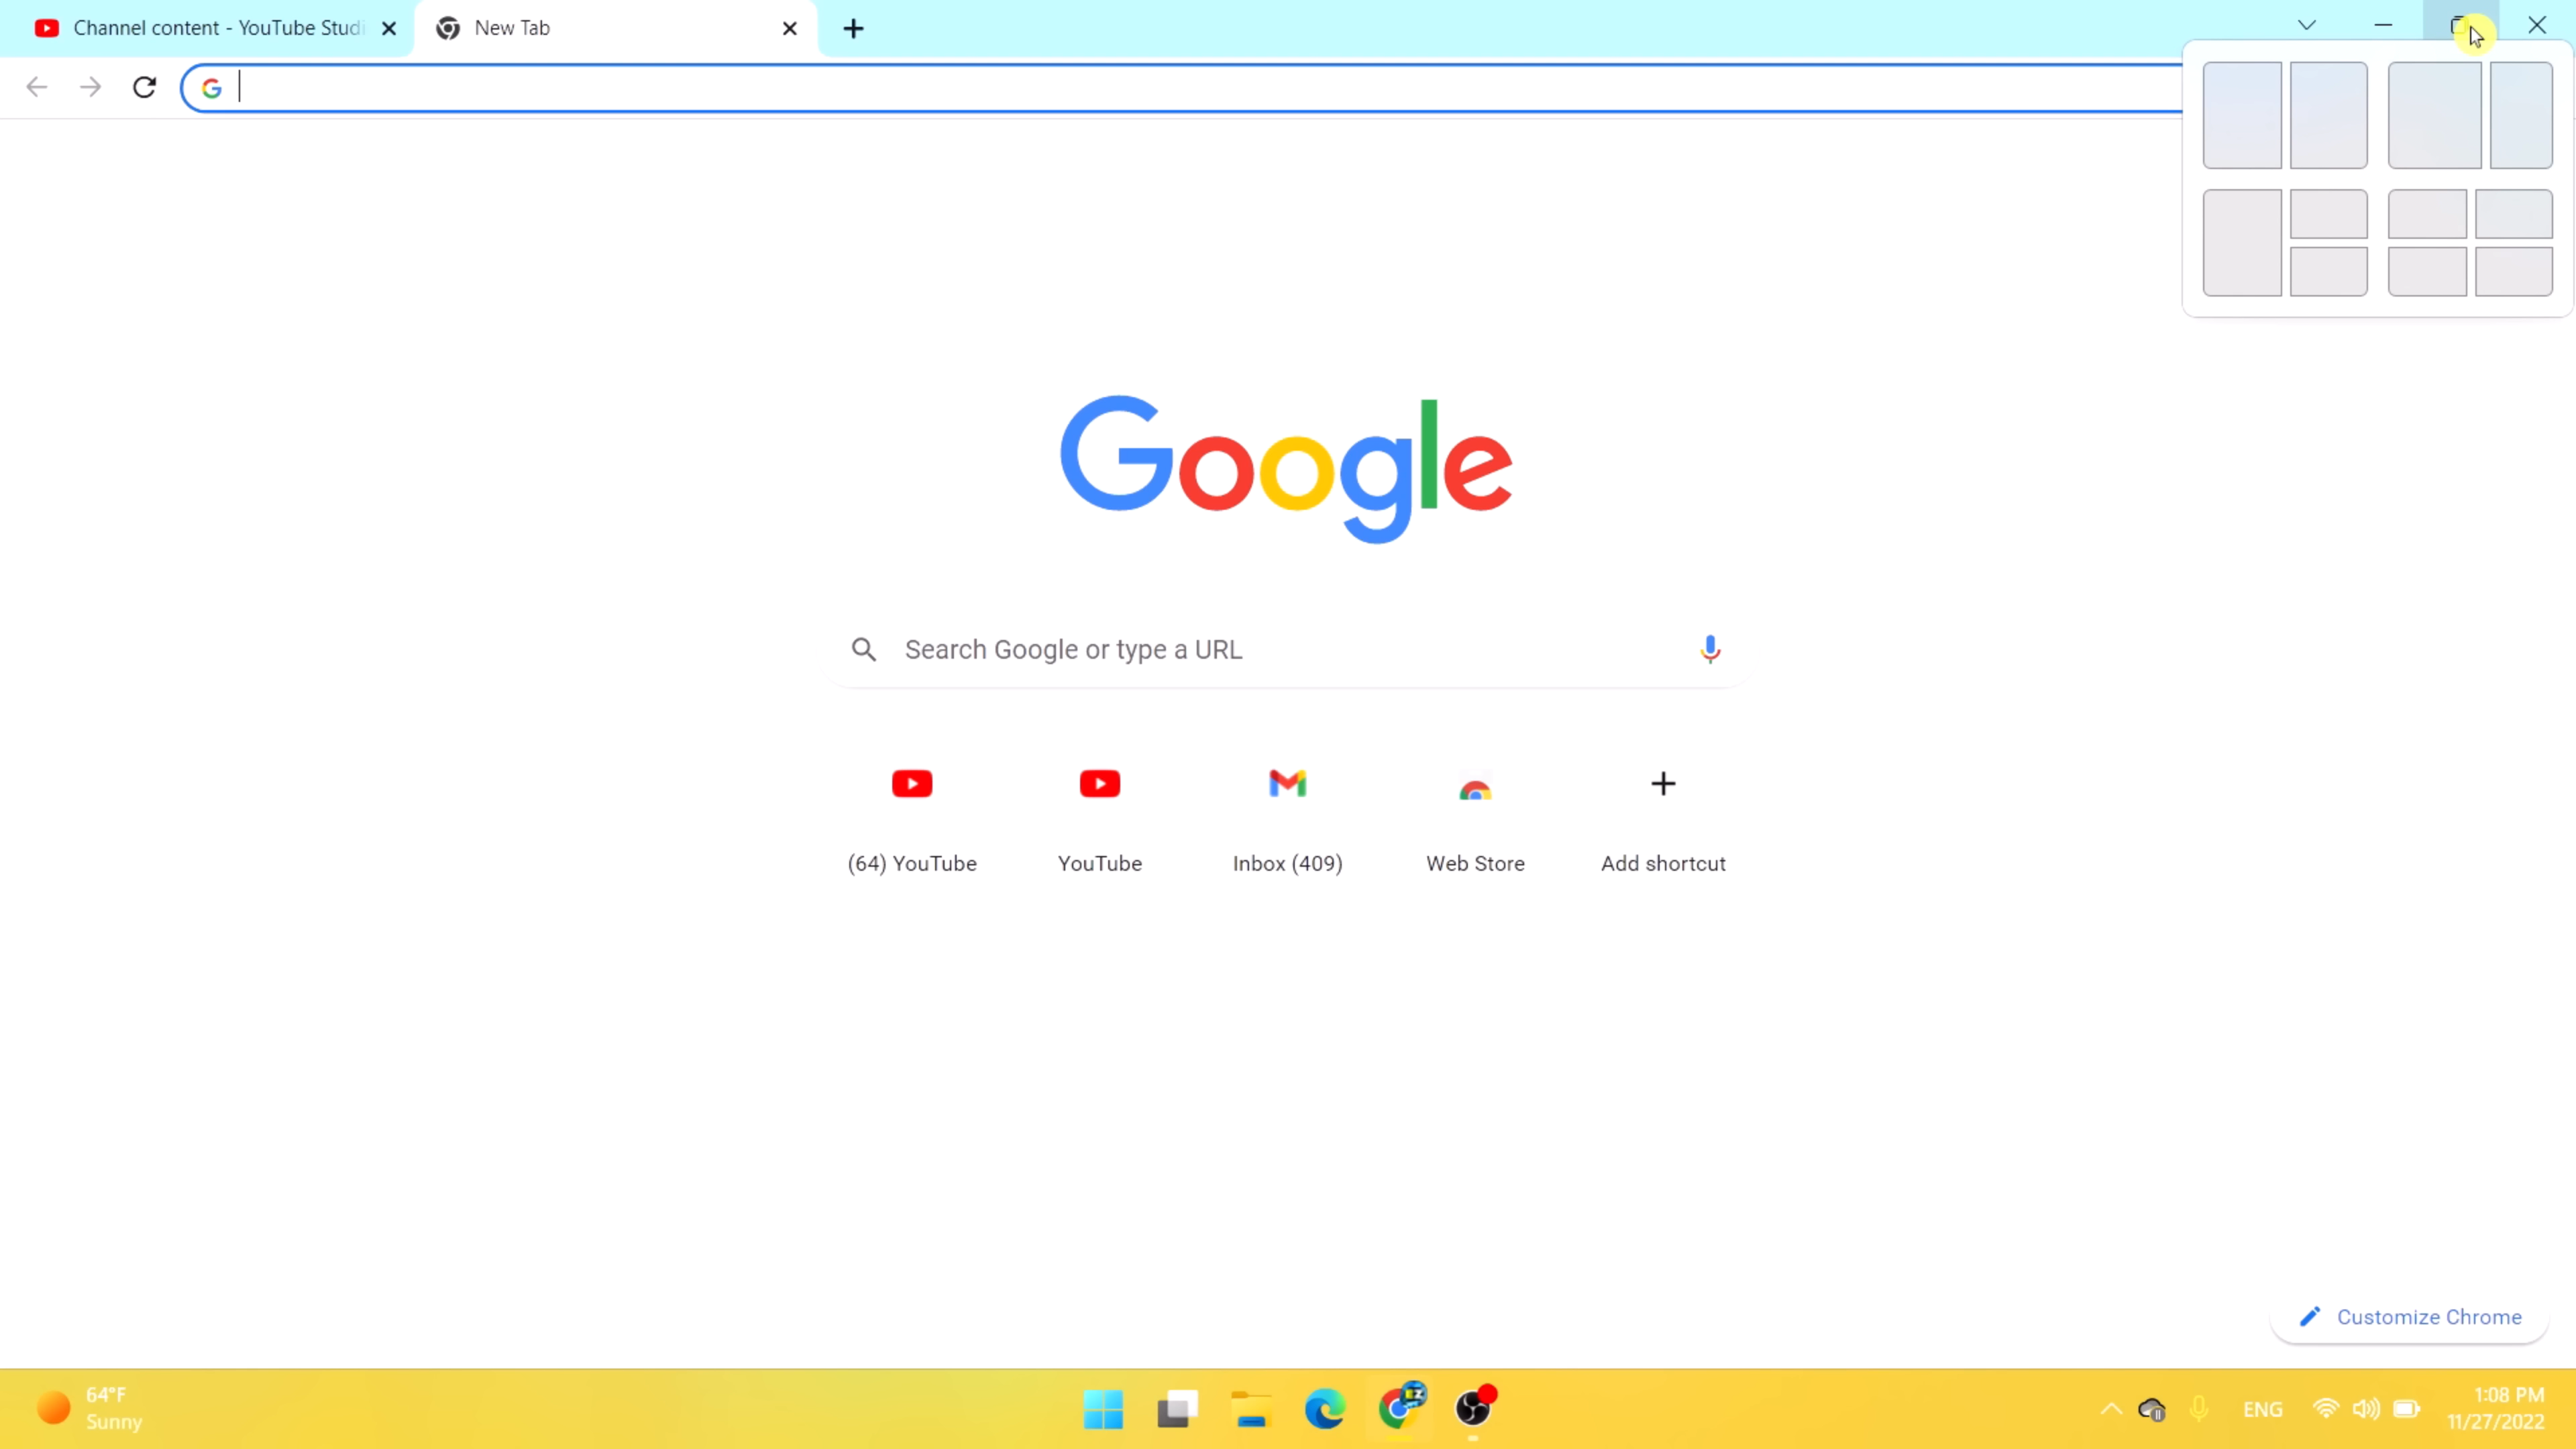 Channel content - YouTube Studi
New Tab
Google
Search Google or type a URL
(64) YouTube
YouTube
Inbox (409)
Web Store
Add shortcut
Customize Chrome
64°F
Sunny
ENG
1:08 PM
11/27/2022